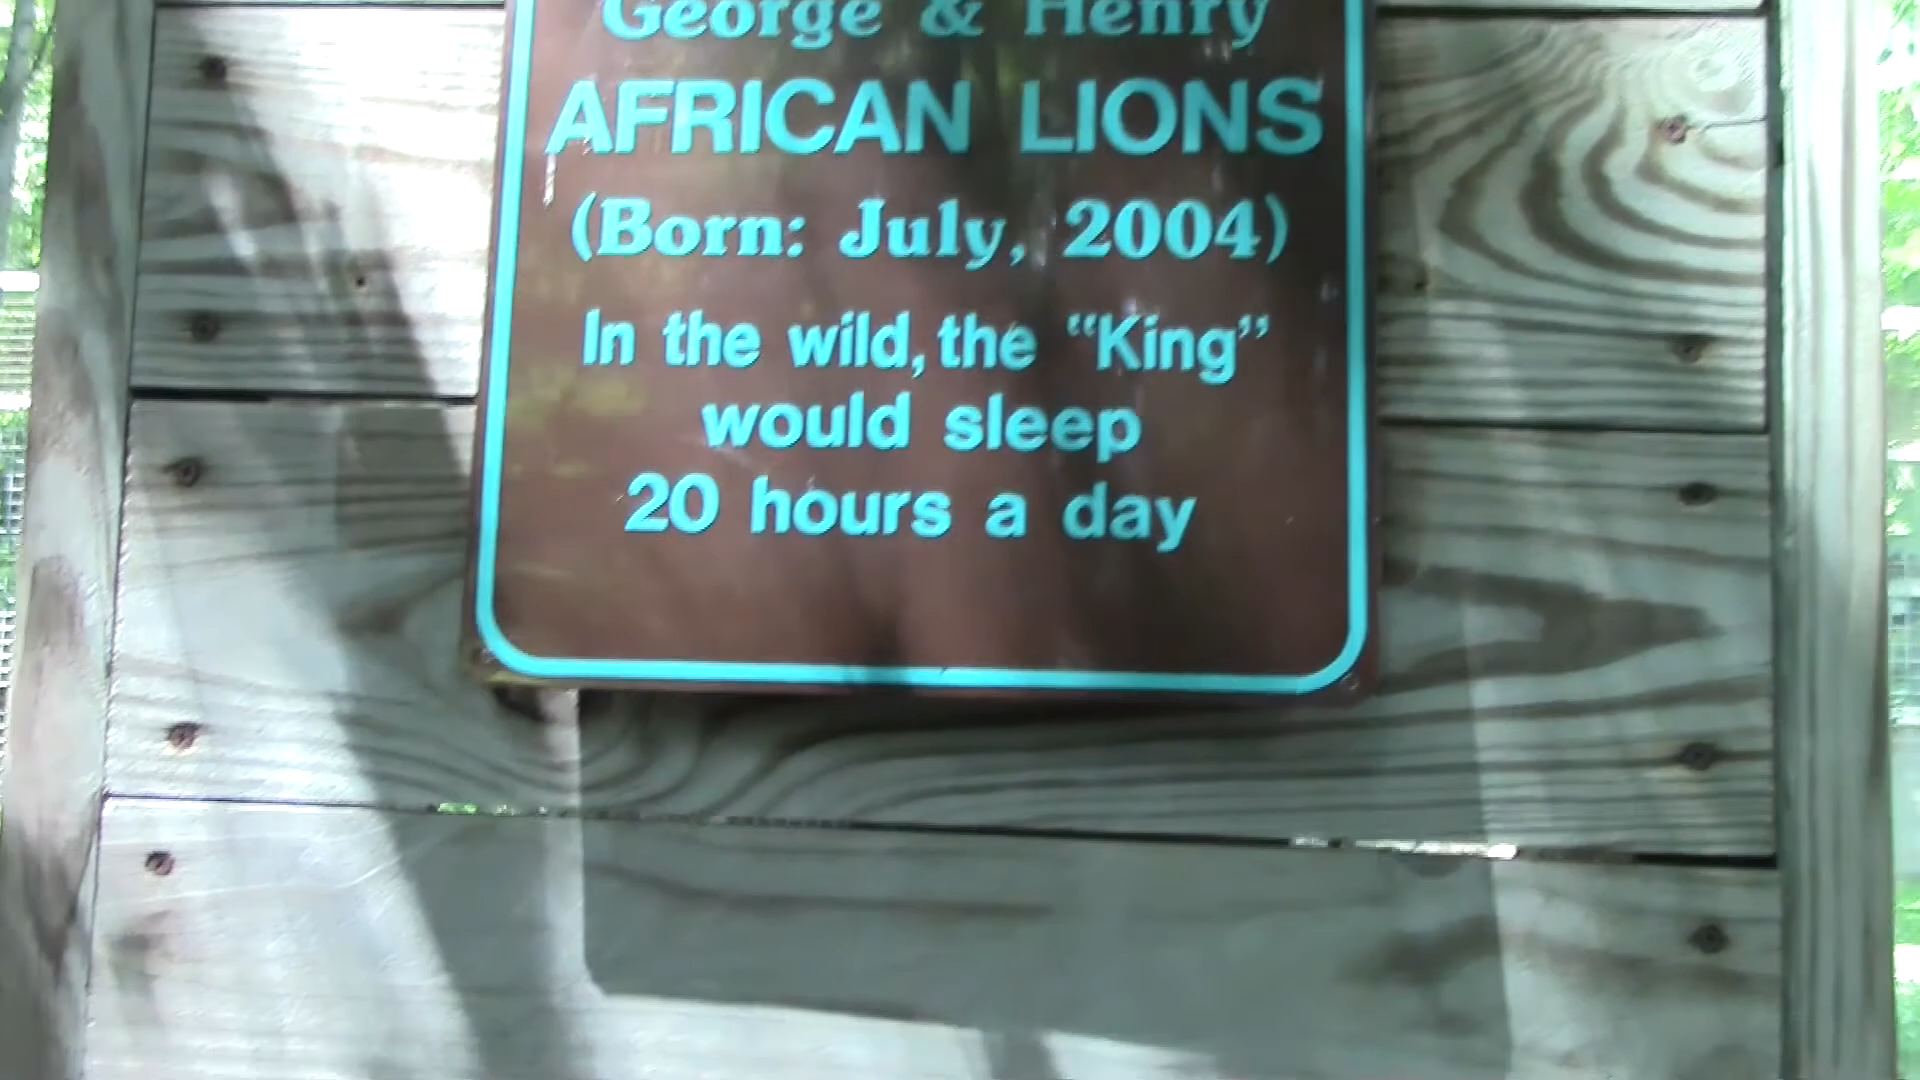 George & Henry
AFRICAN LIONS
(Born: July, 2004)
In the wild, the “King”
would sleep
20 hours a day